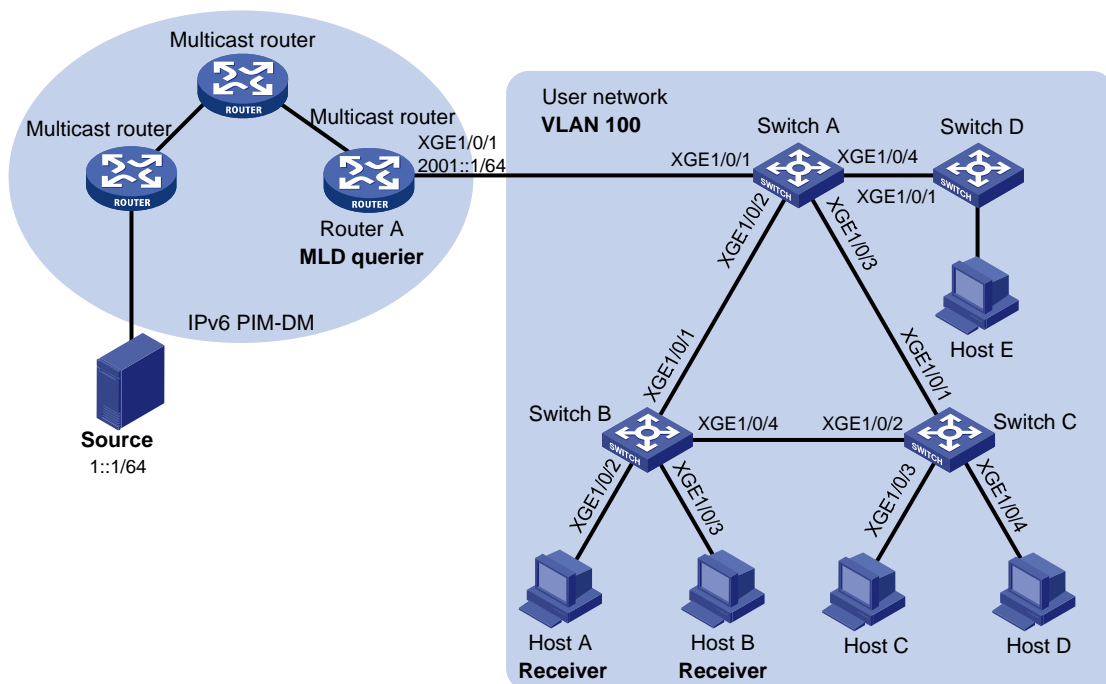 Multicast router
ROUTER
Multicast router
ROUTER
Multicast router
ROUTER
XGE1/0/1
2001::1/64
Router A
MLD querier
IPv6 PIM-DM
Source
1::1/64
User network
VLAN 100
Switch A
SWITCH
Switch D
SWITCH
XGE1/0/1
XGE1/0/4
XGE1/0/1
XGE1/0/2
XGE1/0/3
Host E
XGE1/0/1
XGE1/0/1
Switch B
SWITCH
XGE1/0/4
XGE1/0/2
Switch C
SWITCH
XGE1/0/2
XGE1/0/3
XGE1/0/3
XGE1/0/4
Host A
Receiver
Host B
Receiver
Host C
Host D